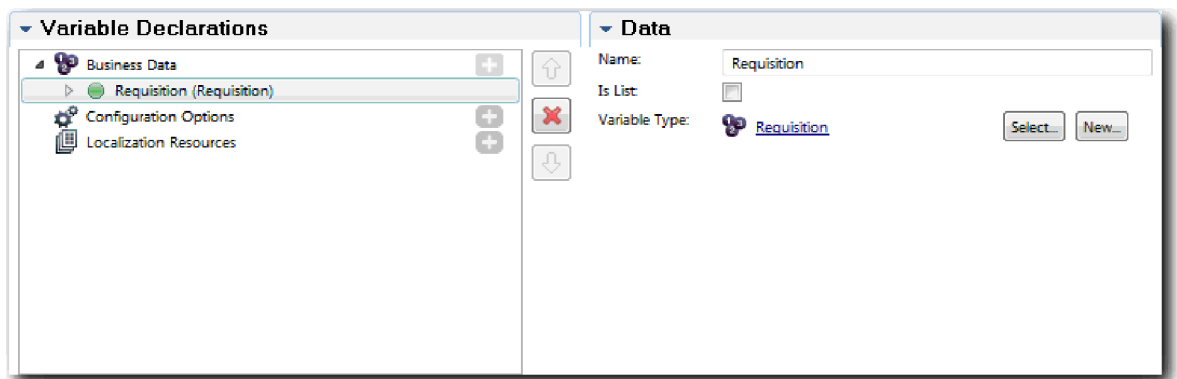 Variable Declarations
Business Data
Requisition (Requisition)
Configuration Options
Localization Resources
Data
Name:
Requisition
Is List:
Variable Type:
Requisition
Select...
New...